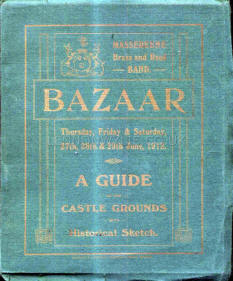 MASSEREENE
Brass and Reed
BAND
BAZAAR
Thursday, Friday & Saturday,
27th, 28th & 29th June, 1912.
A GUIDE
CASTLE GROUNDS
Historical Sketch.